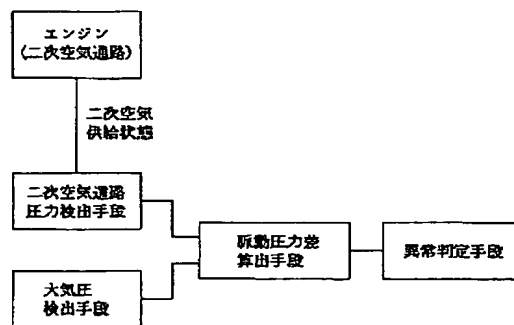 エンジン
(二次空気通路)
二次空気
供給状態
二次空気通路
圧力検出手段
大気圧
検出手段
脈動圧力差
算出手段
異常判定手段